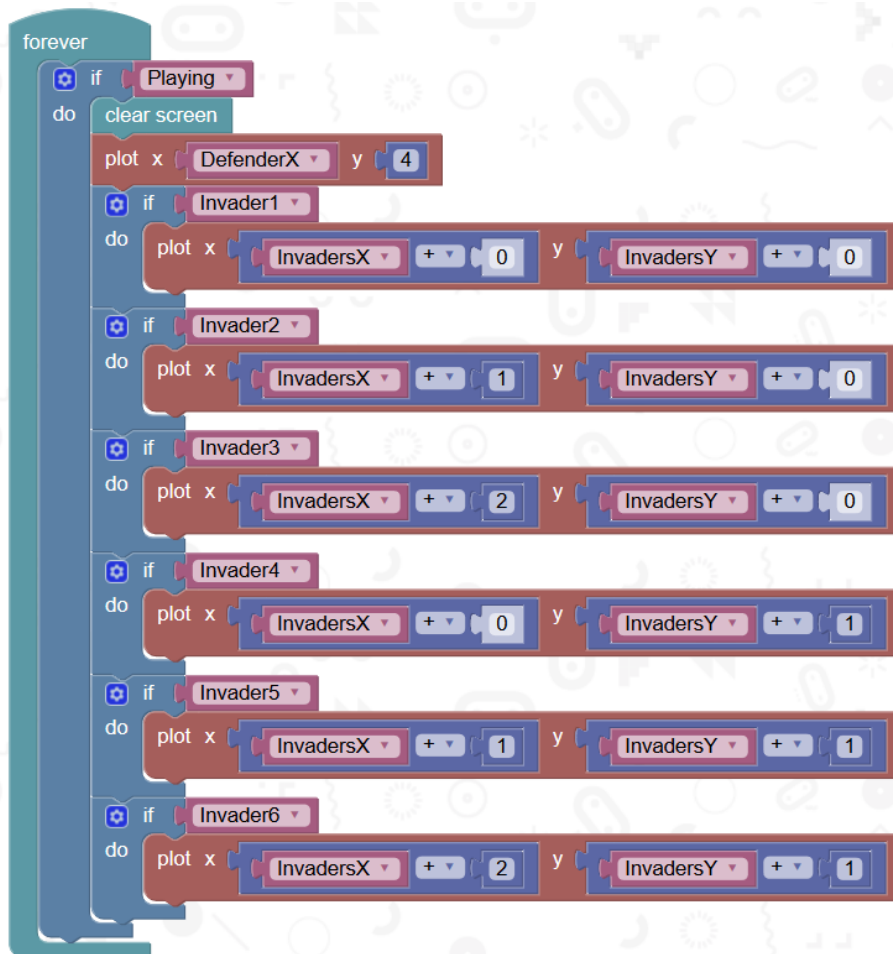 forever
if Playing
do clear screen
plot x DefenderX y 4
if Invader1
do plot x InvadersX + 0 y InvadersY + 0
if Invader2
do plot x InvadersX + 1 y InvadersY + 0
if Invader3
do plot x InvadersX + 2 y InvadersY + 0
if Invader4
do plot x InvadersX + 0 y InvadersY + 1
if Invader5
do plot x InvadersX + 1 y InvadersY + 1
if Invader6
do plot x InvadersX + 2 y InvadersY + 1